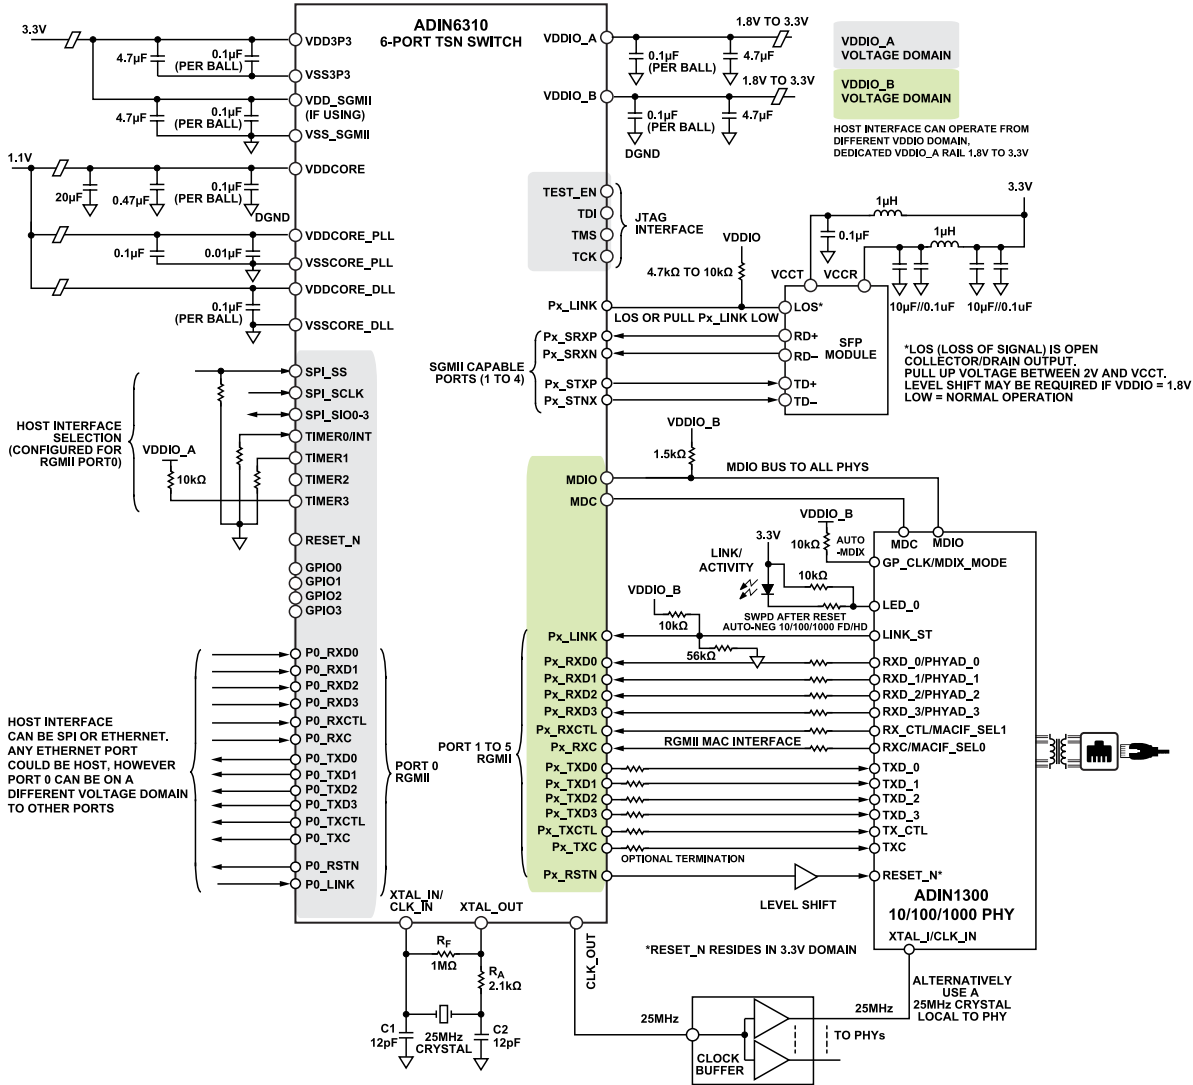 ADIN6310
6-PORT TSN SWITCH
3.3V
4.7µF
0.1µF
(PER BALL)
VDD3P3
VSS3P3
4.7µF
0.1µF
(PER BALL)
VDD_SGMII
(IF USING)
VSS_SGMII
1.1V
20µF
0.47µF
0.1µF
(PER BALL)
DGND
VDDCORE
0.1µF
0.01µF
VDDCORE_PLL
VSSCORE_PLL
0.1µF
(PER BALL)
VDDCORE_DLL
VSSCORE_DLL
VDDIO_A
0.1µF
(PER BALL)
4.7µF
1.8V TO 3.3V
VDDIO_B
0.1µF
(PER BALL)
4.7µF
1.8V TO 3.3V
DGND
VDDIO_A
VOLTAGE DOMAIN
VDDIO_B
VOLTAGE DOMAIN
HOST INTERFACE CAN OPERATE FROM
DIFFERENT VDDIO DOMAIN,
DEDICATED VDDIO_A RAIL 1.8V TO 3.3V
TEST_EN
TDI
TMS
TCK
JTAG
INTERFACE
VDDIO
4.7kΩ TO 10kΩ
3.3V
1µH
1µH
0.1µF
VCCT
VCCR
10µF//0.1uF
10µF//0.1uF
Px_LINK
LOS OR PULL Px_LINK LOW
LOS*
RD+
RD–
TD+
TD–
SFP
MODULE
SGMII CAPABLE
PORTS (1 TO 4)
Px_SRXP
Px_SRXN
Px_STXP
Px_STNX
*LOS (LOSS OF SIGNAL) IS OPEN
COLLECTOR/DRAIN OUTPUT.
PULL UP VOLTAGE BETWEEN 2V AND VCCT.
LEVEL SHIFT MAY BE REQUIRED IF VDDIO = 1.8V
LOW = NORMAL OPERATION
HOST INTERFACE
SELECTION
(CONFIGURED FOR
RGMII PORT0)
VDDIO_A
10kΩ
SPI_SS
SPI_SCLK
SPI_SIO0-3
TIMER0/INT
TIMER1
TIMER2
TIMER3
RESET_N
GPIO0
GPIO1
GPIO2
GPIO3
VDDIO_B
1.5kΩ
MDIO
MDC
MDIO BUS TO ALL PHYS
VDDIO_B
10kΩ
AUTO
-MDIX
MDC
MDIO
GP_CLK/MDIX_MODE
3.3V
LINK/
ACTIVITY
10kΩ
LED_0
SWPD AFTER RESET
AUTO-NEG 10/100/1000 FD/HD
VDDIO_B
10kΩ
56kΩ
Px_LINK
LINK_ST
HOST INTERFACE
CAN BE SPI OR ETHERNET.
ANY ETHERNET PORT
COULD BE HOST, HOWEVER
PORT 0 CAN BE ON A
DIFFERENT VOLTAGE DOMAIN
TO OTHER PORTS
P0_RXD0
P0_RXD1
P0_RXD2
P0_RXD3
P0_RXCTL
P0_RXC
P0_TXD0
P0_TXD1
P0_TXD2
P0_TXD3
P0_TXCTL
P0_TXC
P0_RSTN
P0_LINK
PORT 0
RGMII
PORT 1 TO 5
RGMII
Px_RXD0
Px_RXD1
Px_RXD2
Px_RXD3
Px_RXCTL
Px_RXC
Px_TXD0
Px_TXD1
Px_TXD2
Px_TXD3
Px_TXCTL
Px_TXC
Px_RSTN
RGMII MAC INTERFACE
OPTIONAL TERMINATION
LEVEL SHIFT
RXD_0/PHYAD_0
RXD_1/PHYAD_1
RXD_2/PHYAD_2
RXD_3/PHYAD_3
RX_CTL/MACIF_SEL1
RXC/MACIF_SEL0
TXD_0
TXD_1
TXD_2
TXD_3
TX_CTL
TXC
RESET_N*
ADIN1300
10/100/1000 PHY
XTAL_I/CLK_IN
*RESET_N RESIDES IN 3.3V DOMAIN
XTAL_IN/
CLK_IN
XTAL_OUT
CLK_OUT
RF
1MΩ
RA
2.1kΩ
C1
12pF
25MHz
CRYSTAL
C2
12pF
25MHz
CLOCK
BUFFER
25MHz
TO PHYs
ALTERNATIVELY
USE A
25MHz CRYSTAL
LOCAL TO PHY